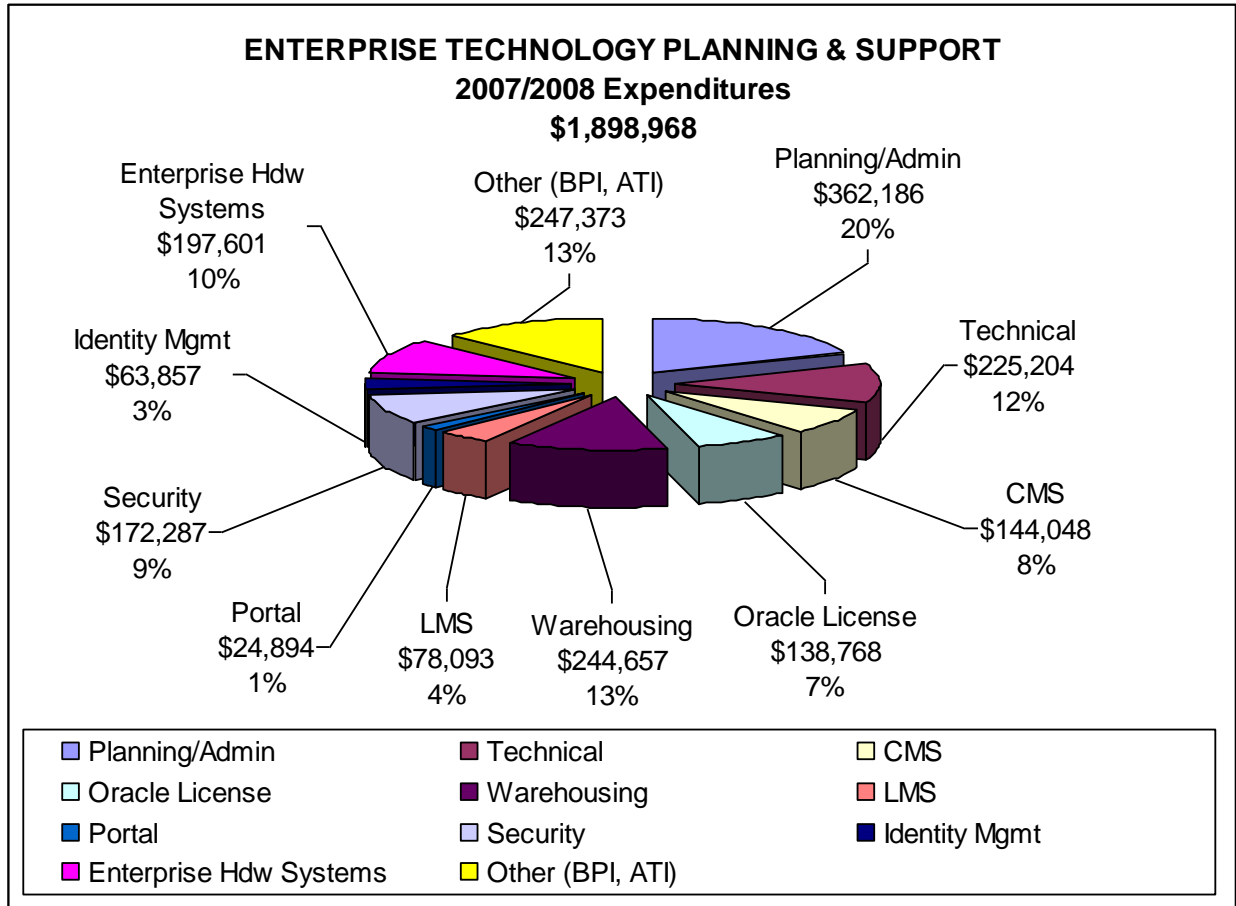 ENTERPRISE TECHNOLOGY PLANNING & SUPPORT
2007/2008 Expenditures
$1,898,968
Planning/Admin
$362,186
20%
Technical
$225,204
12%
CMS
$144,048
8%
Oracle License
$138,768
7%
Warehousing
$244,657
13%
LMS
$78,093
4%
Portal
$24,894
1%
Security
$172,287
9%
Identity Mgmt
$63,857
3%
Enterprise Hdw
Systems
$197,601
10%
Other (BPI, ATI)
$247,373
13%
Planning/Admin
Technical
CMS
Oracle License
Warehousing
LMS
Portal
Security
Identity Mgmt
Enterprise Hdw Systems
Other (BPI, ATI)